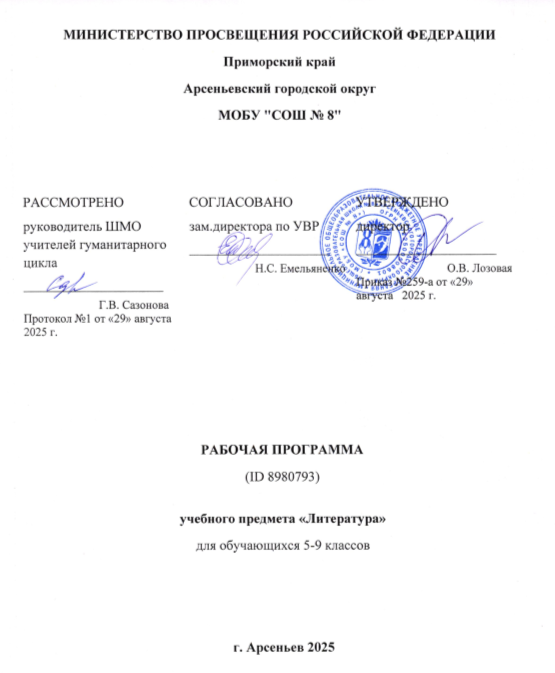 МИНИСТЕРСТВО ПРОСВЕЩЕНИЯ РОССИЙСКОЙ ФЕДЕРАЦИИ
Приморский край
Арсеньевский городской округ
МОБУ "СОШ № 8"
РАССМОТРЕНО
руководитель ШМО
учителей гуманитарного
цикла
Г.В. Сазонова
Протокол №1 от «29» августа
2025 г.
СОГЛАСОВАНО
зам.директора по УВР
Н.С. Емельяненко
УТВЕРЖДЕНО
директор
О.В. Лозовая
Приказ №259-а от «29»
августа 2025 г.
РАБОЧАЯ ПРОГРАММА
(ID 8980793)
учебного предмета «Литература»
для обучающихся 5-9 классов
г. Арсеньев 2025